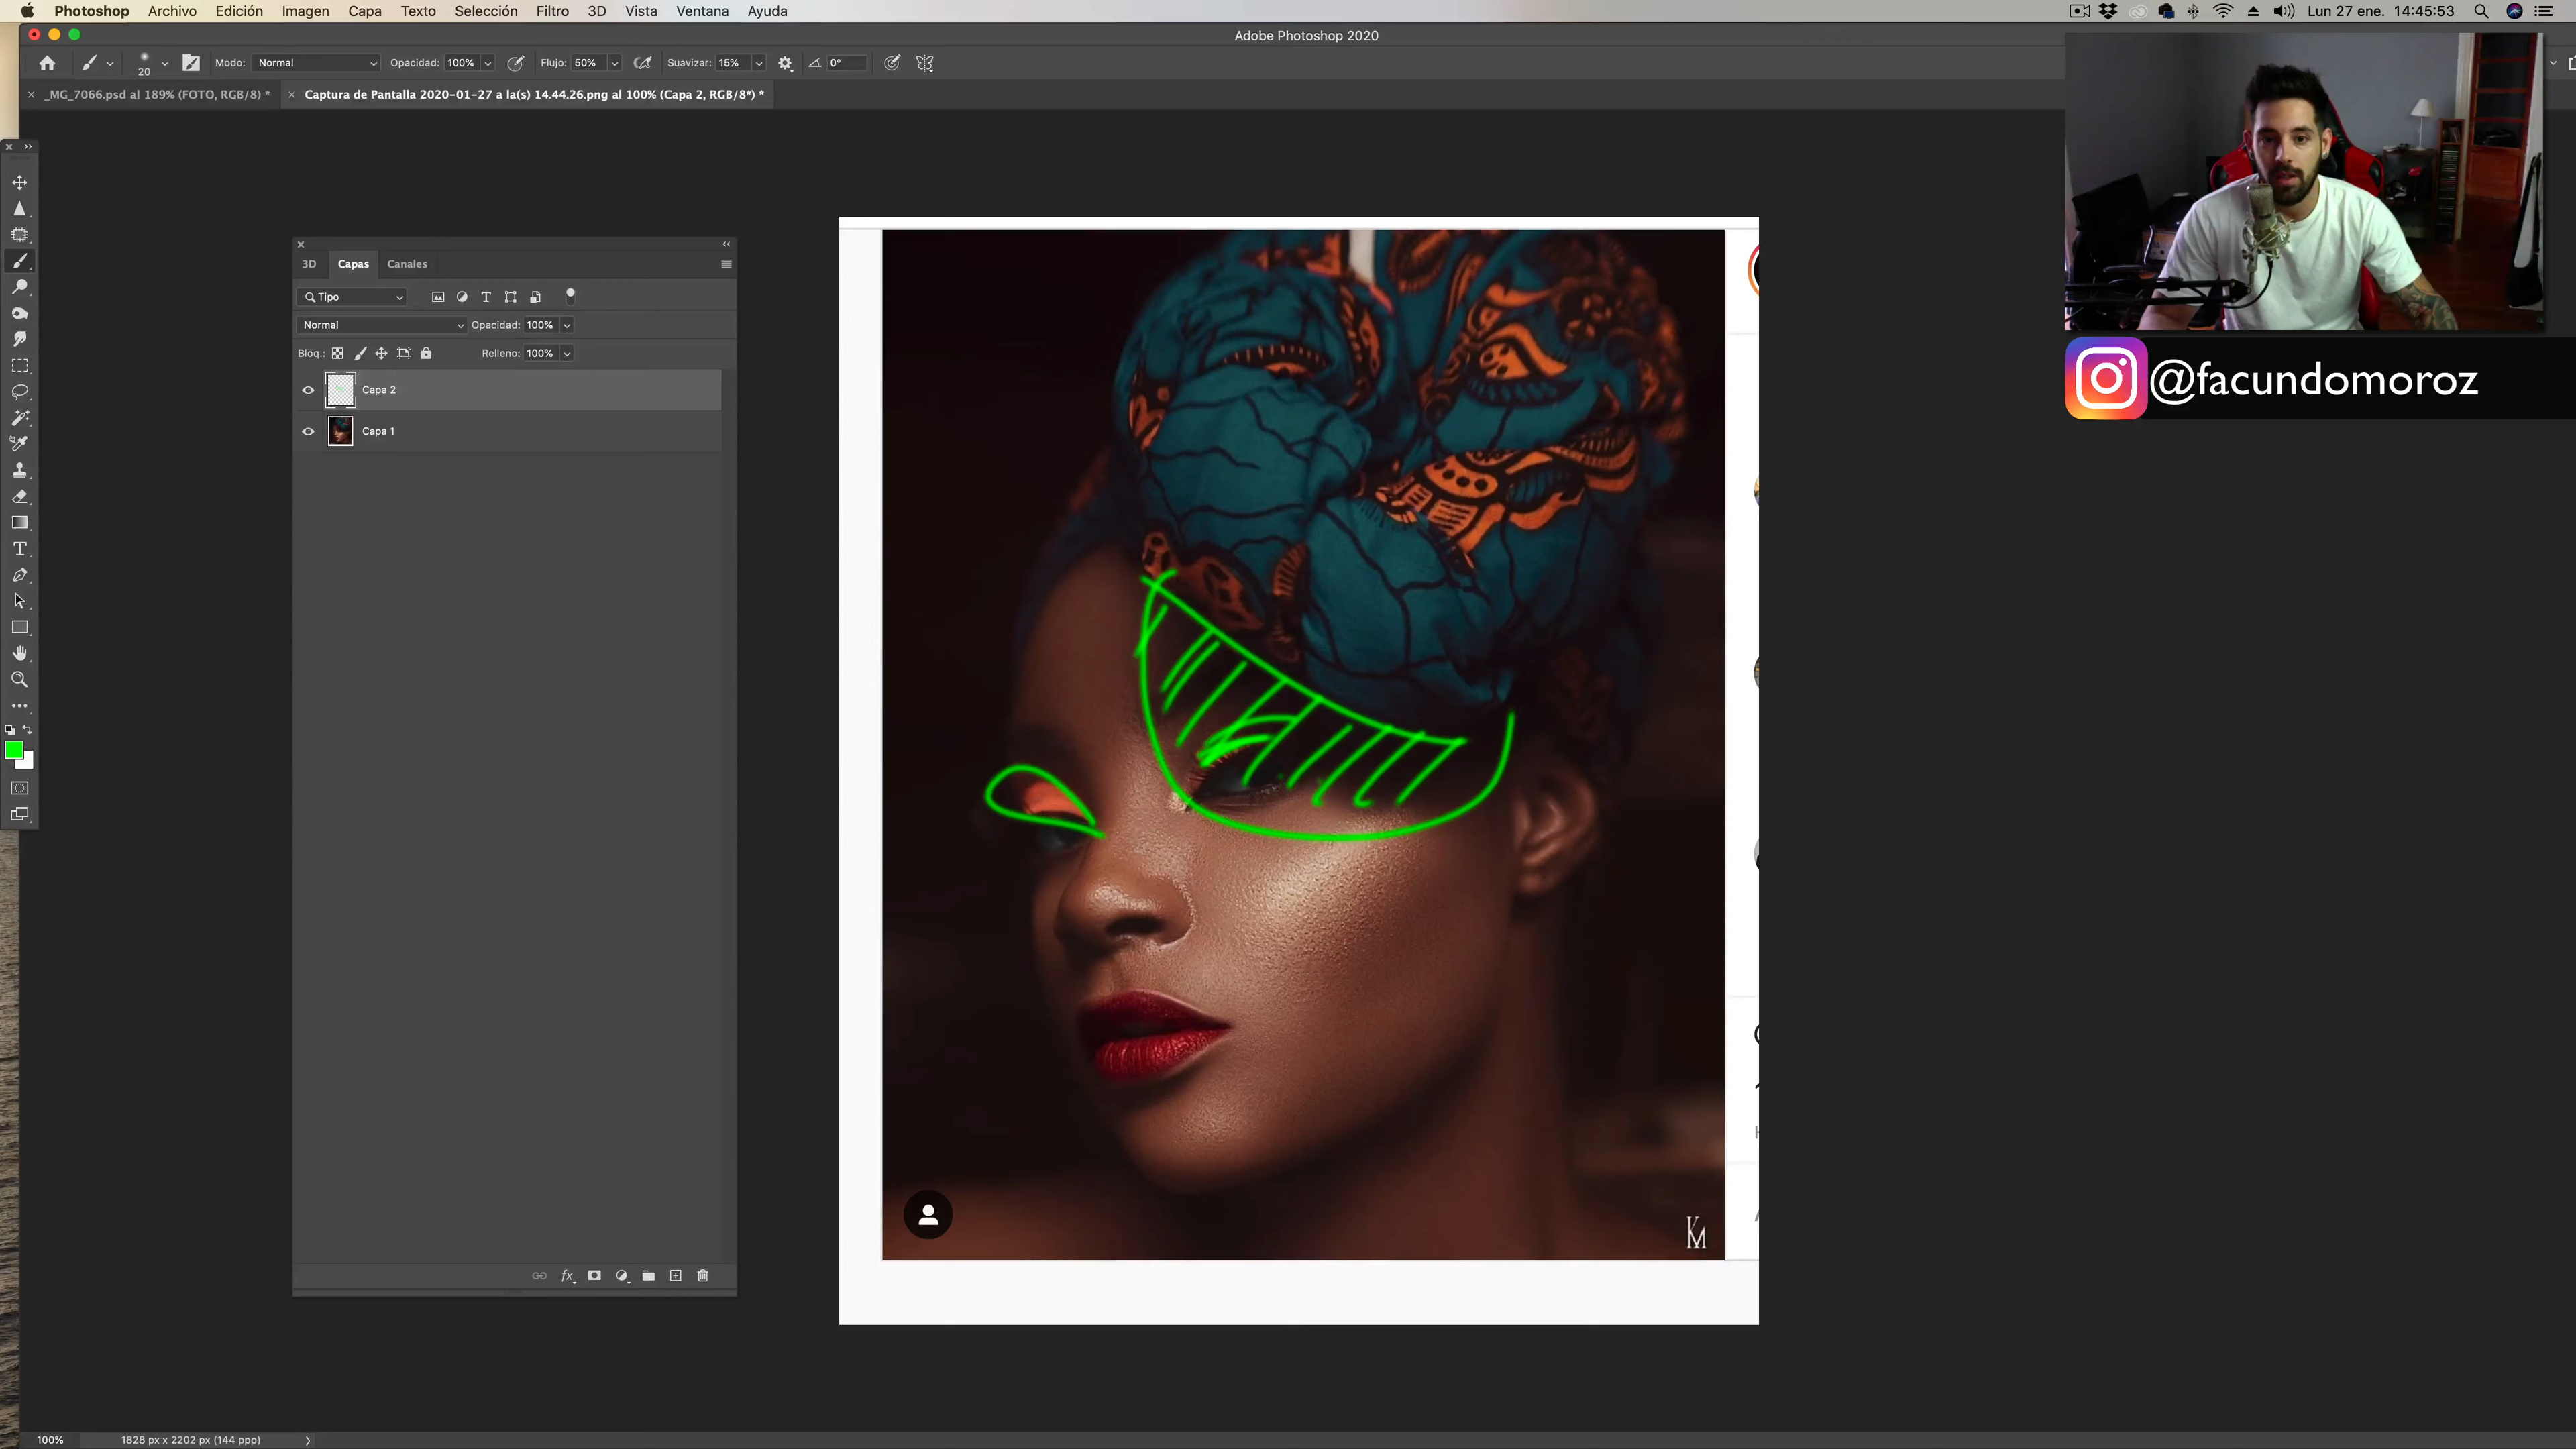 Photoshop Archivo Edición Imagen Capa Texto Selección Filtro 3D Vista Ventana Ayuda Lun 27 ene. 14:45:53
Adobe Photoshop 2020
20 Modo: Normal Opacidad: 100% Flujo: 50% Suavizar: 15% 0°
_MG_7066.psd al 189% (FOTO, RGB/8) * Captura de Pantalla 2020-01-27 a la(s) 14.44.26.png al 100% (Capa 2, RGB/8*) *
3D Capas Canales
Tipo
Normal Opacidad: 100%
Bloq.: Relleno: 100%
Capa 2
Capa 1
@facundomoroz
KM
100% 1828 px x 2202 px (144 ppp)